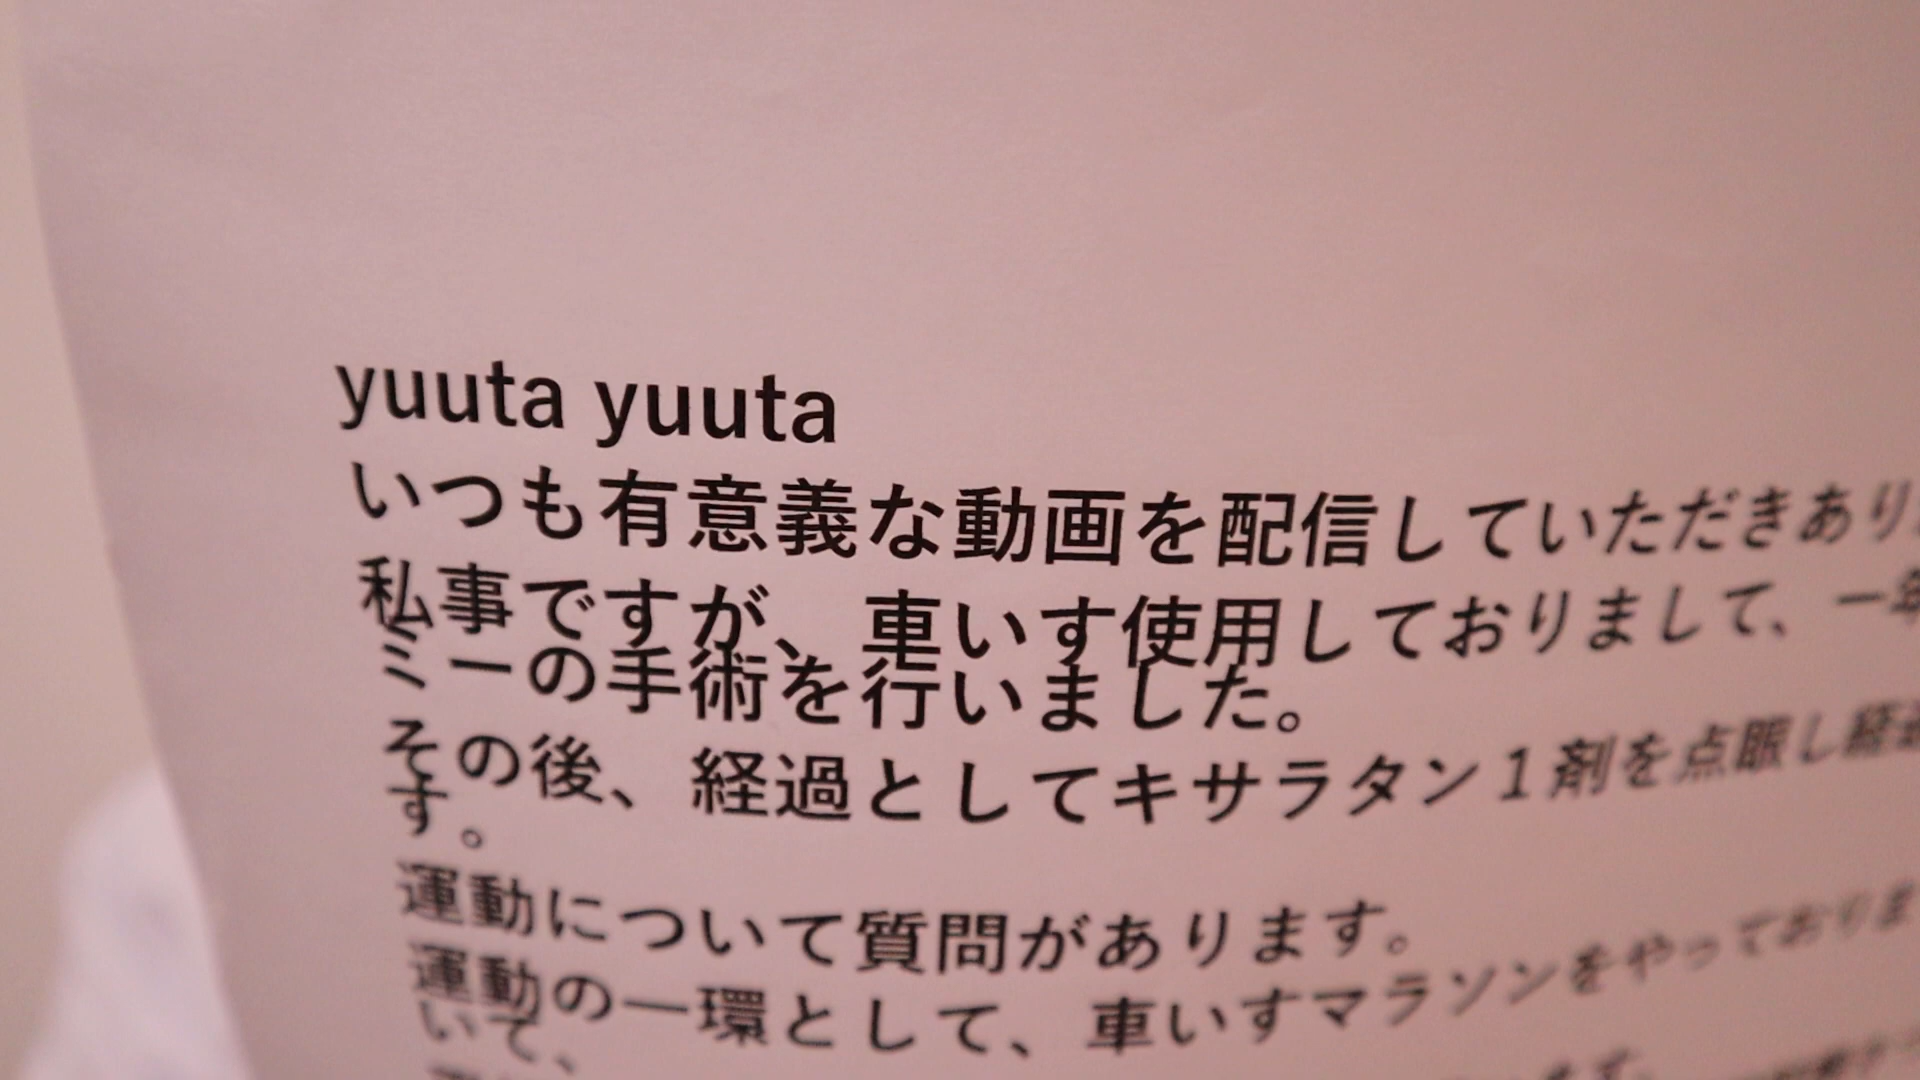 yuuta yuuta
いつも有意義な動画を配信していただきあり
私事ですが、車いす使用しておりまして、一年
ミーの手術を行いました。
その後、経過としてキサラタン１剤を点眼し経過
す。
運動について質問があります。
運動の一環として、車いすマラソンをやっておりま
いて、